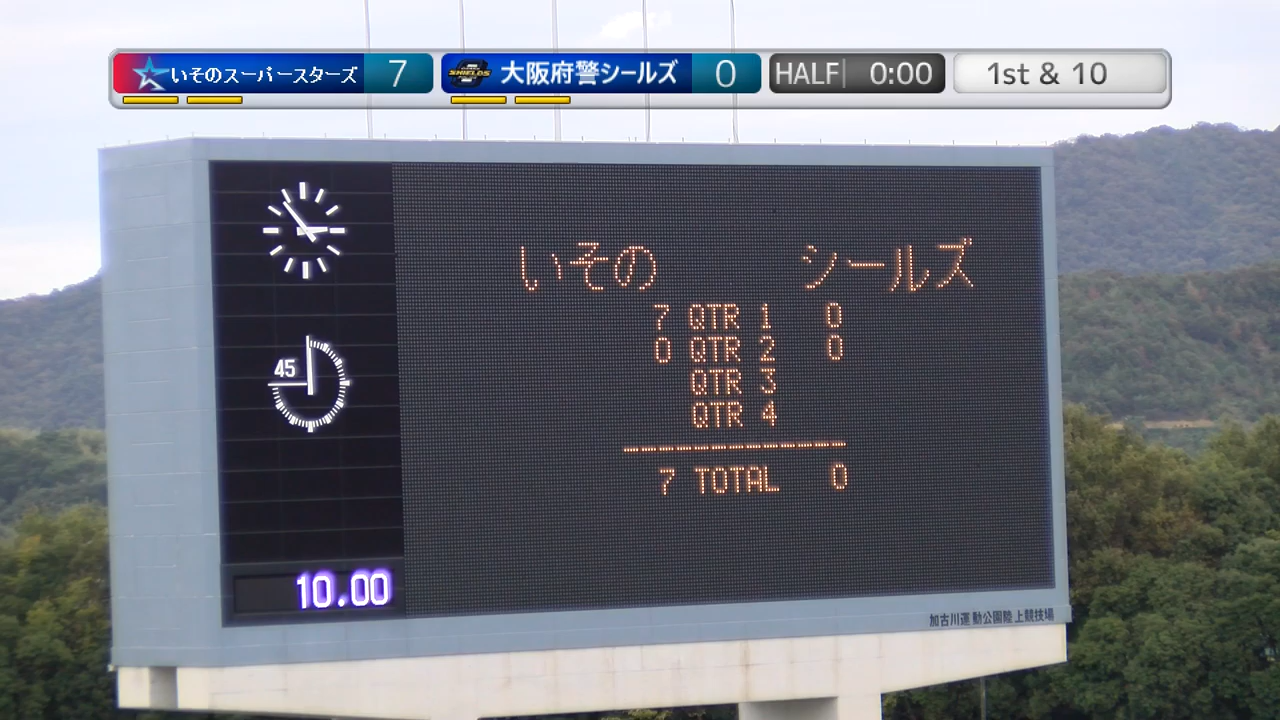 いそのスーパースターズ 7 SHIELDS 大阪府警シールズ 0 HALF 0:00 1st & 10
いその シールズ
7 QTR 1 0
0 QTR 2 0
QTR 3
QTR 4
7 TOTAL 0
45
10.00
加古川運動公園陸上競技場